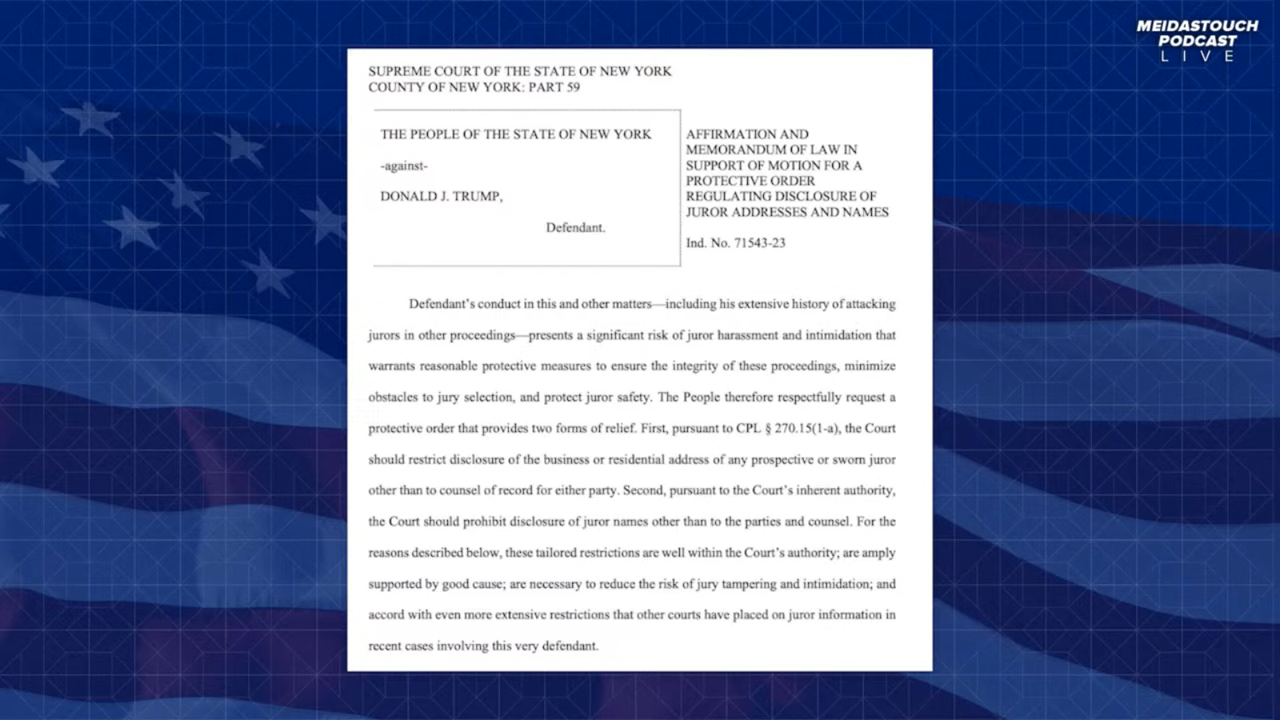 MEIDASTOUCH
PODCAST
LIVE
SUPREME COURT OF THE STATE OF NEW YORK
COUNTY OF NEW YORK: PART 59
THE PEOPLE OF THE STATE OF NEW YORK
-against-
DONALD J. TRUMP,
Defendant.
AFFIRMATION AND
MEMORANDUM OF LAW IN
SUPPORT OF MOTION FOR A
PROTECTIVE ORDER
REGULATING DISCLOSURE OF
JUROR ADDRESSES AND NAMES
Ind. No. 71543-23
Defendant's conduct in this and other matters—including his extensive history of attacking
jurors in other proceedings—presents a significant risk of juror harassment and intimidation that
warrants reasonable protective measures to ensure the integrity of these proceedings, minimize
obstacles to jury selection, and protect juror safety. The People therefore respectfully request a
protective order that provides two forms of relief. First, pursuant to CPL § 270.15(1-a), the Court
should restrict disclosure of the business or residential address of any prospective or sworn juror
other than to counsel of record for either party. Second, pursuant to the Court's inherent authority,
the Court should prohibit disclosure of juror names other than to the parties and counsel. For the
reasons described below, these tailored restrictions are well within the Court's authority; are amply
supported by good cause; are necessary to reduce the risk of jury tampering and intimidation; and
accord with even more extensive restrictions that other courts have placed on juror information in
recent cases involving this very defendant.